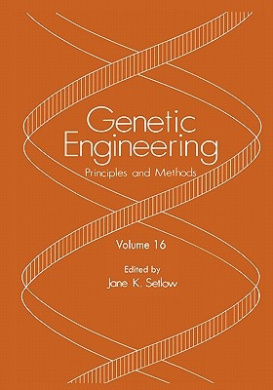 Genetic
Engineering
Principles and Methods
Volume 16
Edited by
Jane K. Setlow